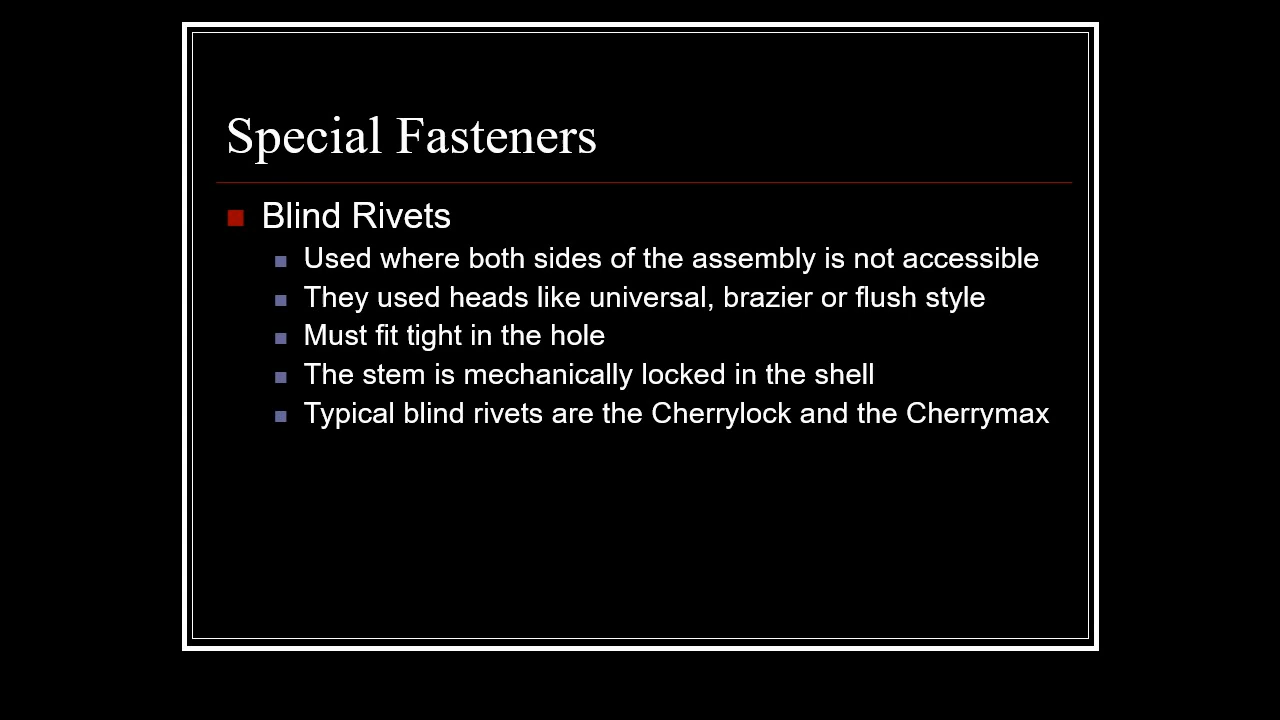 Special Fasteners
Blind Rivets
Used where both sides of the assembly is not accessible
They used heads like universal, brazier or flush style
Must fit tight in the hole
The stem is mechanically locked in the shell
Typical blind rivets are the Cherrylock and the Cherrymax